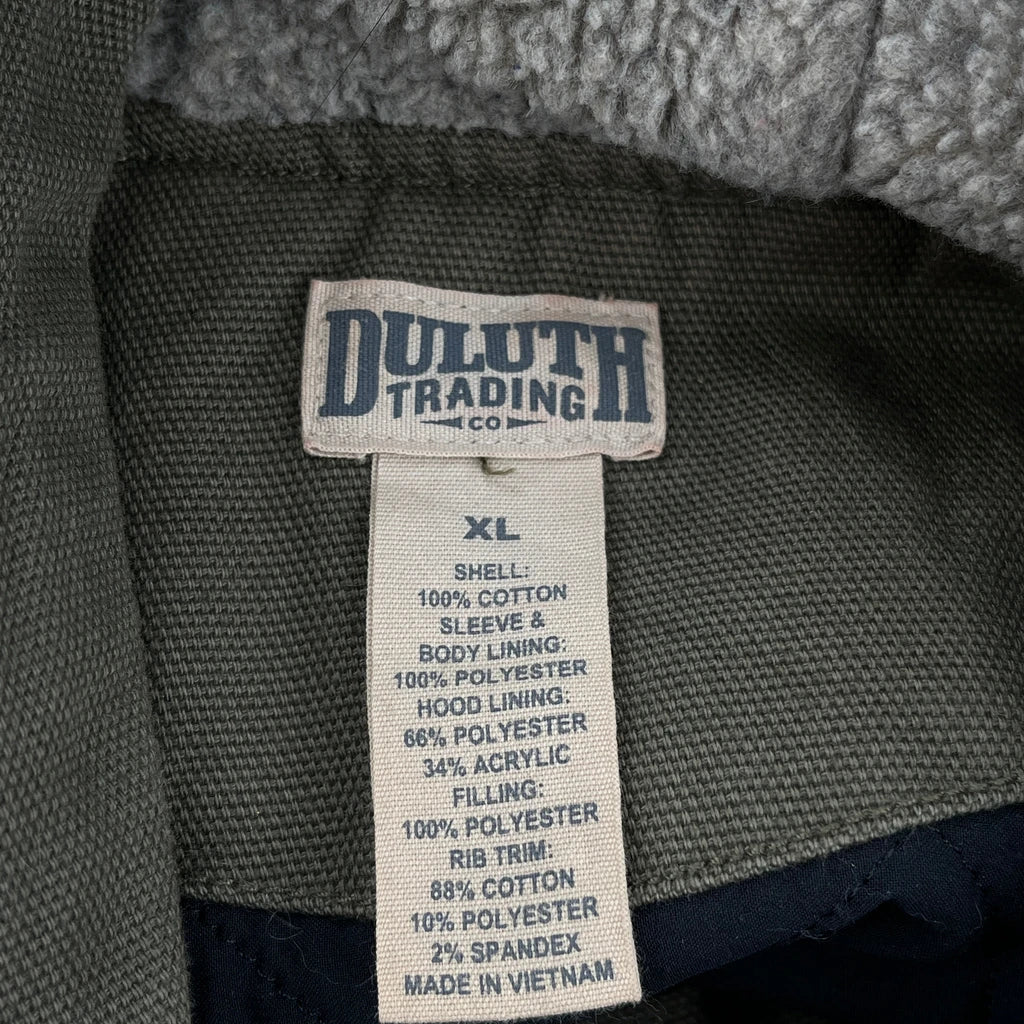 DULUTH
TRADING
CO
XL
SHELL:
100% COTTON
SLEEVE &
BODY LINING:
100% POLYESTER
HOOD LINING:
66% POLYESTER
34% ACRYLIC
FILLING:
100% POLYESTER
RIB TRIM:
88% COTTON
10% POLYESTER
2% SPANDEX
MADE IN VIETNAM